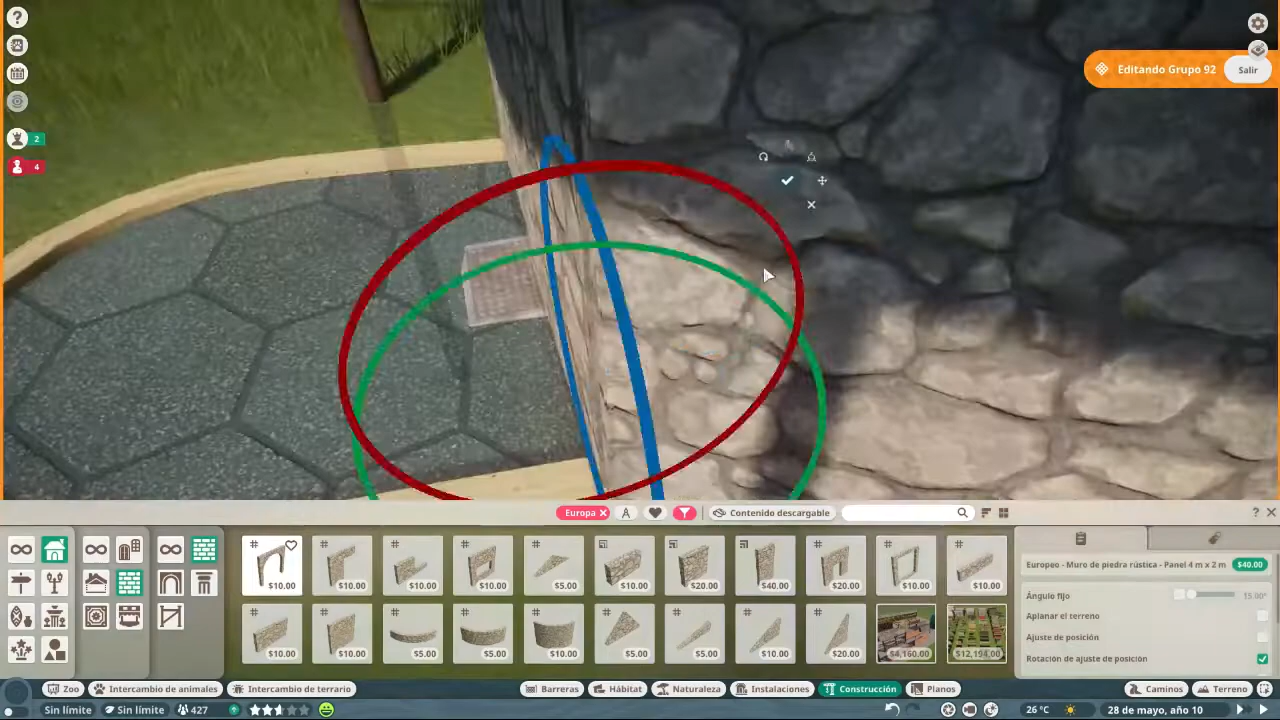 Editando Grupo 92
Salir
2
4
Europa
Contenido descargable
$10.00 $10.00 $10.00 $10.00 $5.00 $10.00 $20.00 $40.00 $20.00 $10.00 $10.00
$10.00 $10.00 $5.00 $5.00 $10.00 $5.00 $5.00 $10.00 $20.00 $4,160.00 $12,194.00
Europeo - Muro de piedra rústica - Panel 4 m x 2 m $40.00
Ángulo fijo 15.00°
Aplanar el terreno
Ajuste de posición
Rotación de ajuste de posición
Zoo Intercambio de animales Intercambio de terrario Barreras Hábitat Naturaleza Instalaciones Construcción Planos Caminos Terreno
Sin límite Sin límite 427 26 °C 28 de mayo, año 10